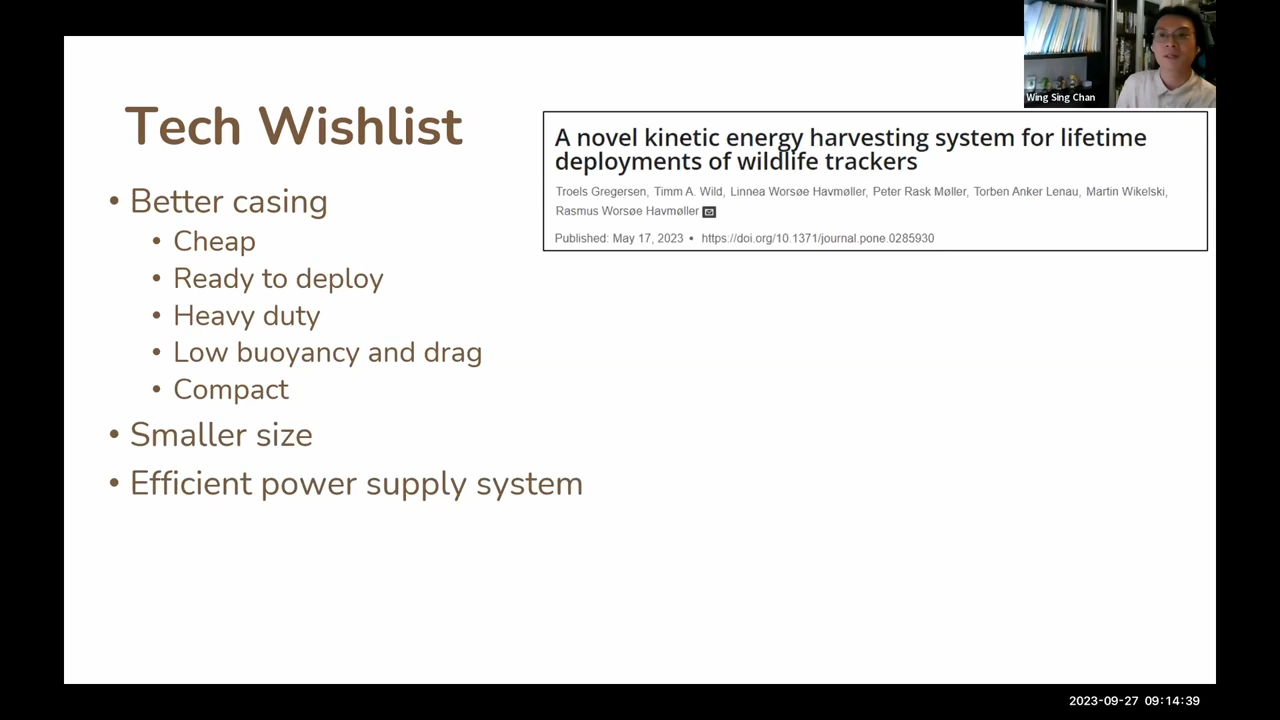 Wing Sing Chan
Tech Wishlist
• Better casing
• Cheap
• Ready to deploy
• Heavy duty
• Low buoyancy and drag
• Compact
• Smaller size
• Efficient power supply system
A novel kinetic energy harvesting system for lifetime
deployments of wildlife trackers
Troels Gregersen, Timm A. Wild, Linnea Worsøe Havmøller, Peter Rask Møller, Torben Anker Lenau, Martin Wikelski,
Rasmus Worsøe Havmøller
Published: May 17, 2023 • https://doi.org/10.1371/journal.pone.0285930
2023-09-27 09:14:39